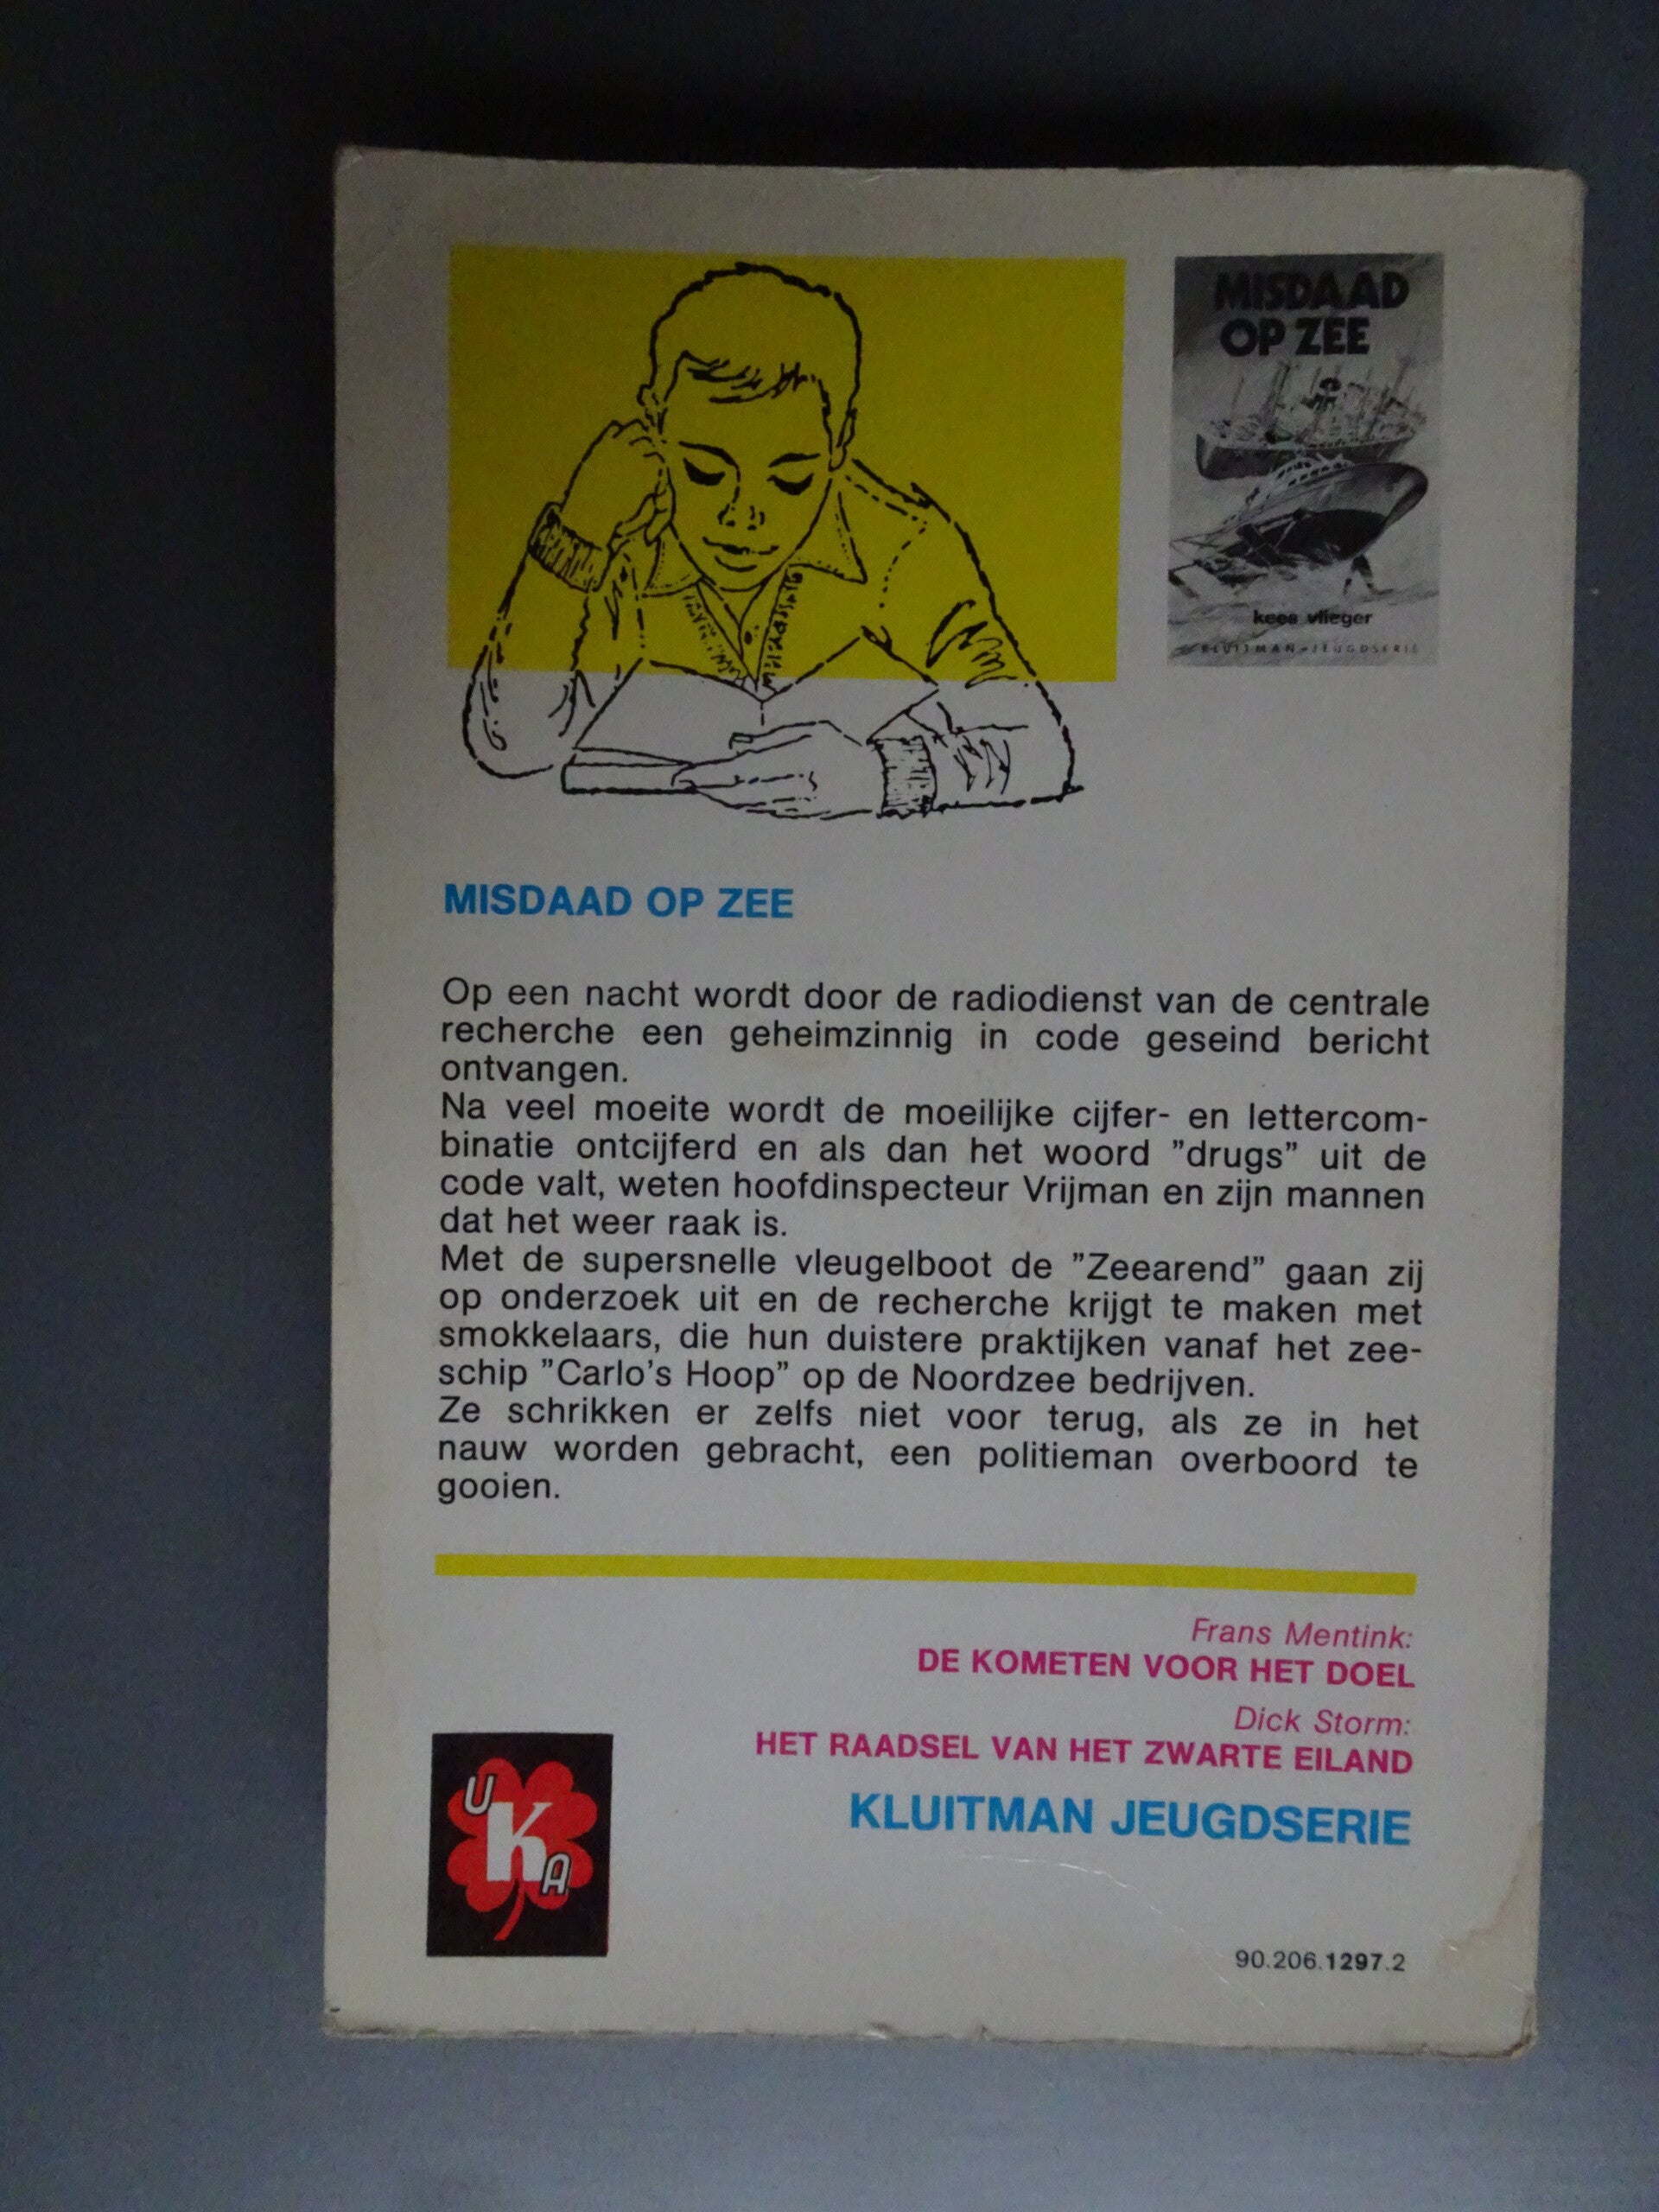 MISDAAD
OP ZEE
kees vlieger
KLUITMAN-JEUGDSERIE
MISDAAD OP ZEE
Op een nacht wordt door de radiodienst van de centrale
recherche een geheimzinnig in code geseind bericht
ontvangen.
Na veel moeite wordt de moeilijke cijfer- en lettercom-
binatie ontcijferd en als dan het woord ”drugs” uit de
code valt, weten hoofdinspecteur Vrijman en zijn mannen
dat het weer raak is.
Met de supersnelle vleugelboot de ”Zeearend” gaan zij
op onderzoek uit en de recherche krijgt te maken met
smokkelaars, die hun duistere praktijken vanaf het zee-
schip ”Carlo's Hoop” op de Noordzee bedrijven.
Ze schrikken er zelfs niet voor terug, als ze in het
nauw worden gebracht, een politieman overboord te
gooien.
Frans Mentink:
DE KOMETEN VOOR HET DOEL
Dick Storm:
HET RAADSEL VAN HET ZWARTE EILAND
KLUITMAN JEUGDSERIE
U
K
A
90.206.1297.2